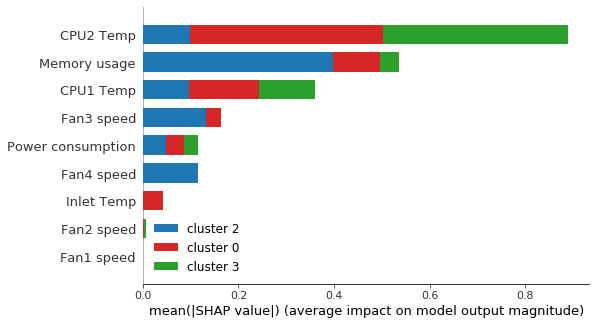 CPU2 Temp
Memory usage
CPU1 Temp
Fan3 speed
Power consumption
Fan4 speed
Inlet Temp
Fan2 speed
Fan1 speed
cluster 2
cluster 0
cluster 3
0.0 0.2 0.4 0.6 0.8
mean(|SHAP value|) (average impact on model output magnitude)